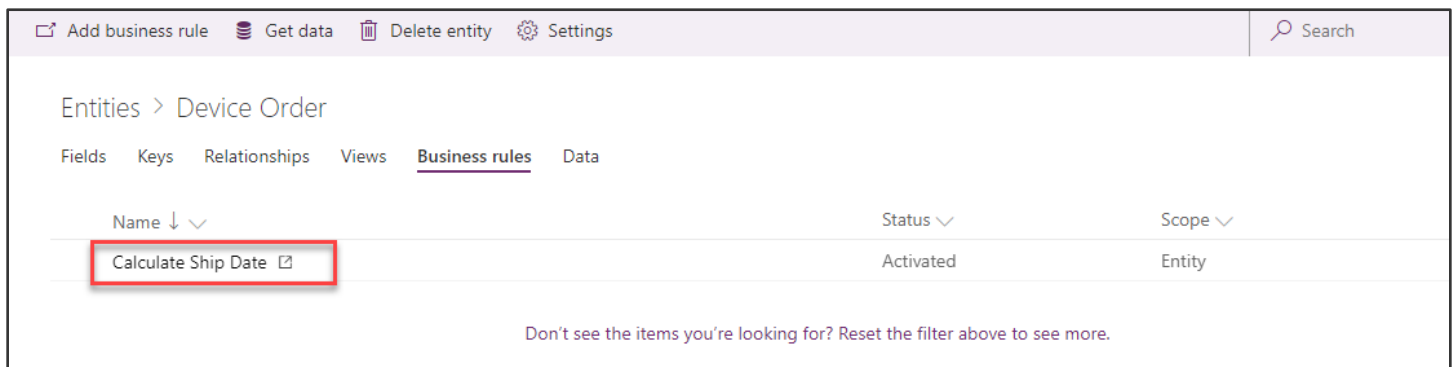 Add business rule Get data Delete entity Settings Search
Entities > Device Order
Fields Keys Relationships Views Business rules Data
Name Status Scope
Calculate Ship Date Activated Entity
Don't see the items you're looking for? Reset the filter above to see more.